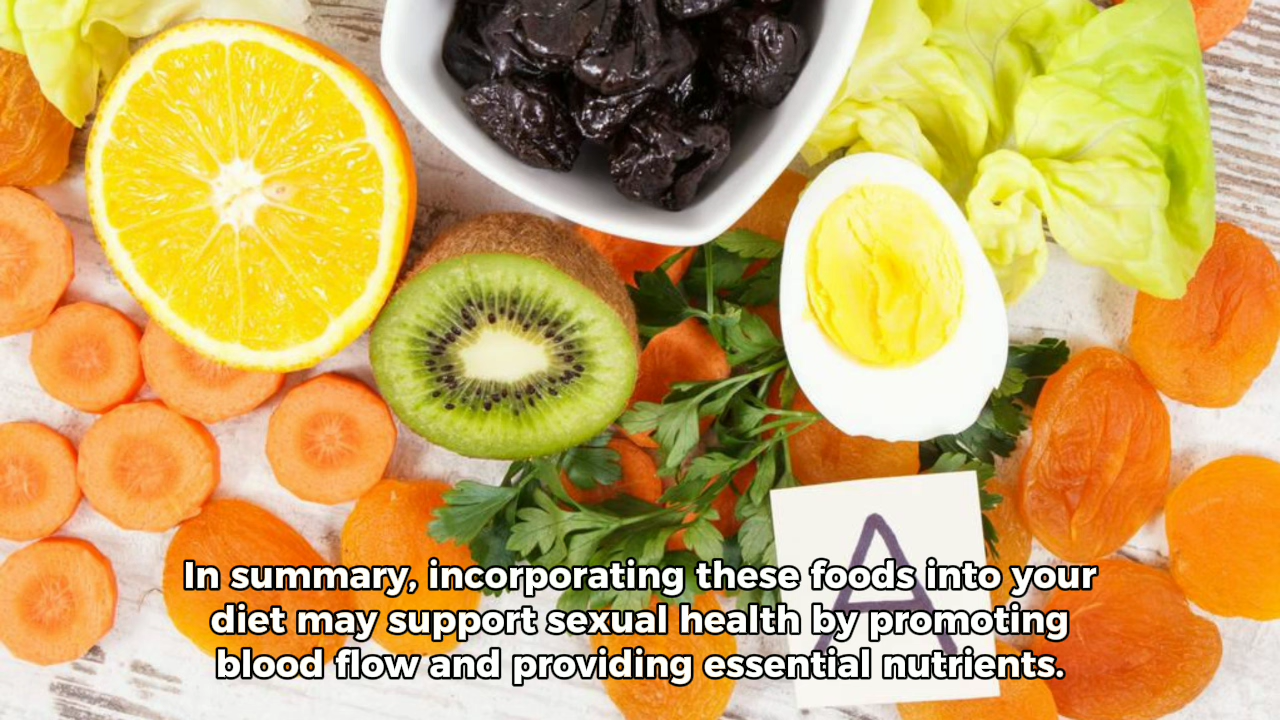 A
In summary, incorporating these foods into your
diet may support sexual health by promoting
blood flow and providing essential nutrients.